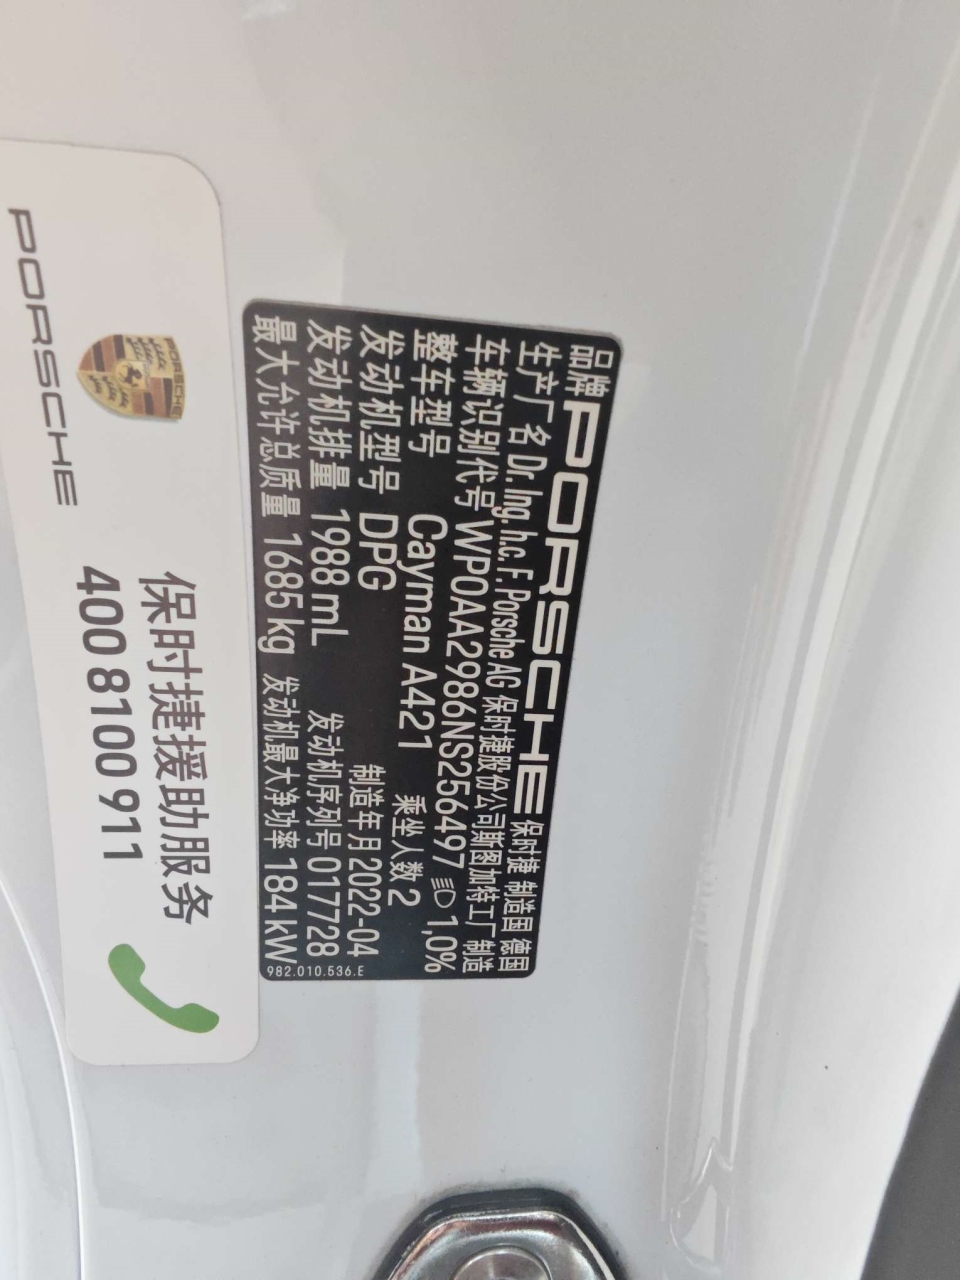 品牌 PORSCHE 保时捷 制造国 德国
生产厂名 Dr. Ing. h.c. F. Porsche AG 保时捷股份公司斯图加特工厂制造
车辆识别代号 WP0AA2986NS256497 1,0%
整车型号 Cayman A421 乘坐人数 2
发动机型号 DPG 制造年月 2022-04
发动机排量 1988 mL 发动机序列号 017728
最大允许总质量 1685 kg 发动机最大净功率 184 kW
982.010.536.E
PORSCHE
PORSCHE
保时捷援助服务
400 8100 911